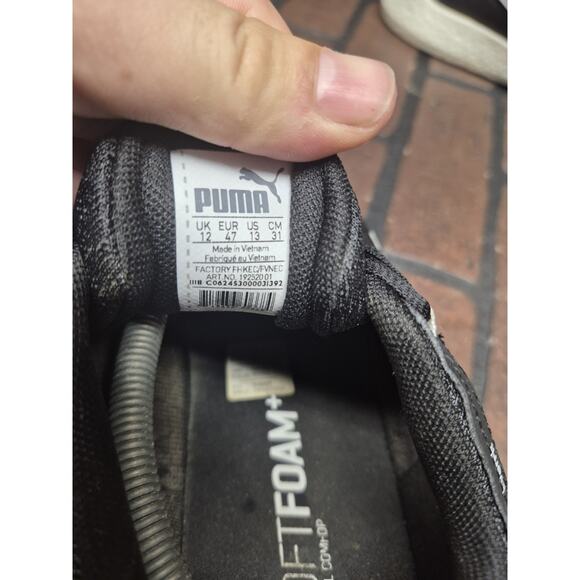 PUMA
UK EUR US CM
12 47 13 31
Made in Vietnam
Fabriqué au Vietnam
FACTORY FHKEC/FVNEC
ART.NO. 192520 01
FTFOAM+